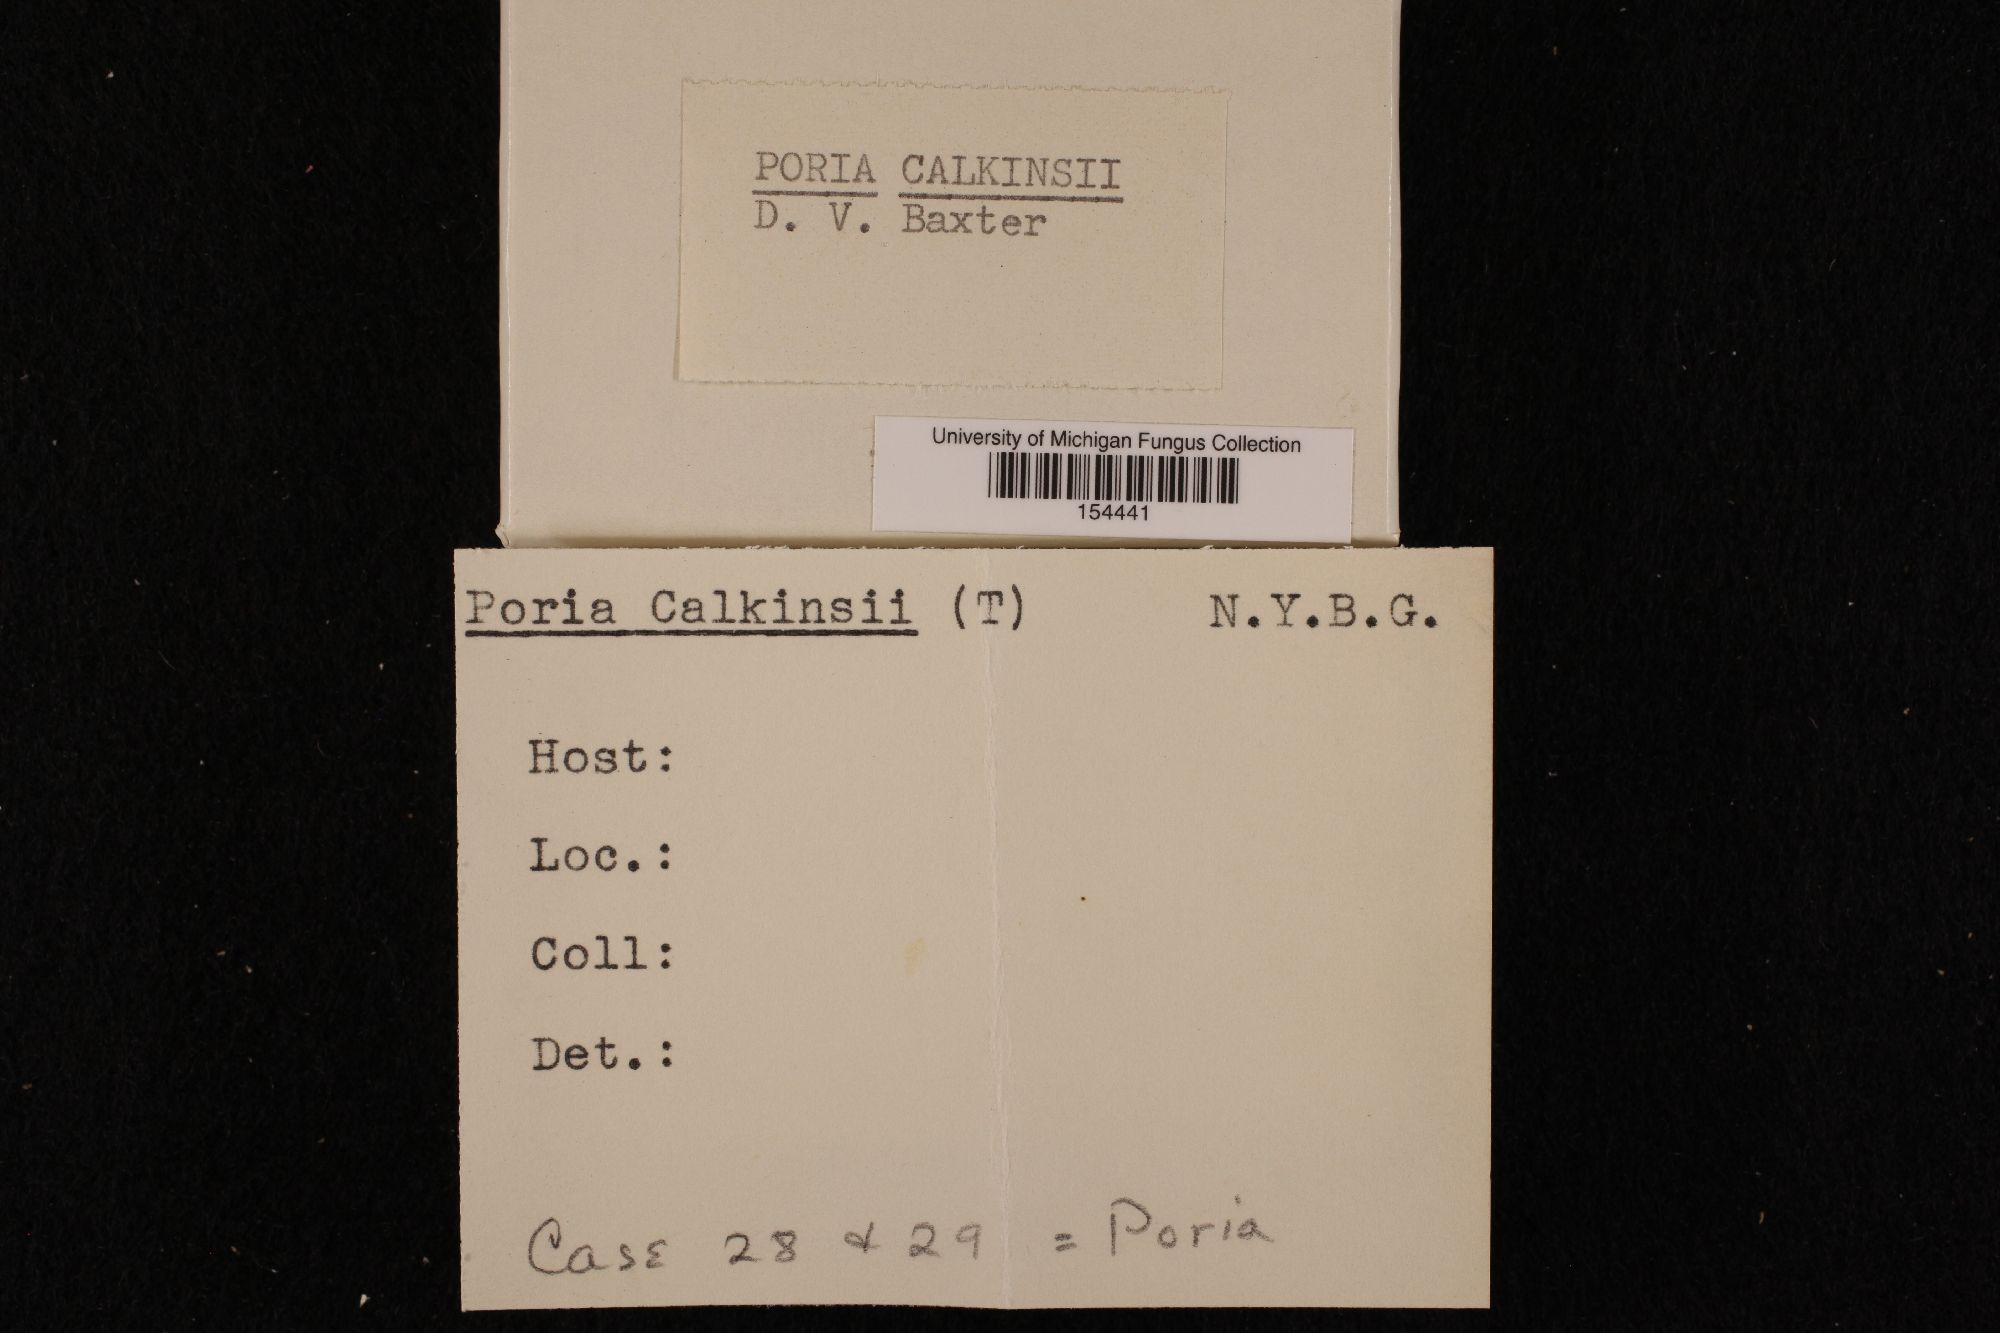 PORIA CALKINSII
D. V. Baxter
University of Michigan Fungus Collection
154441
Poria Calkinsii (T) N.Y.B.G.
Host:
Loc.:
Coll:
Det.:
Case 28 & 29 = Poria